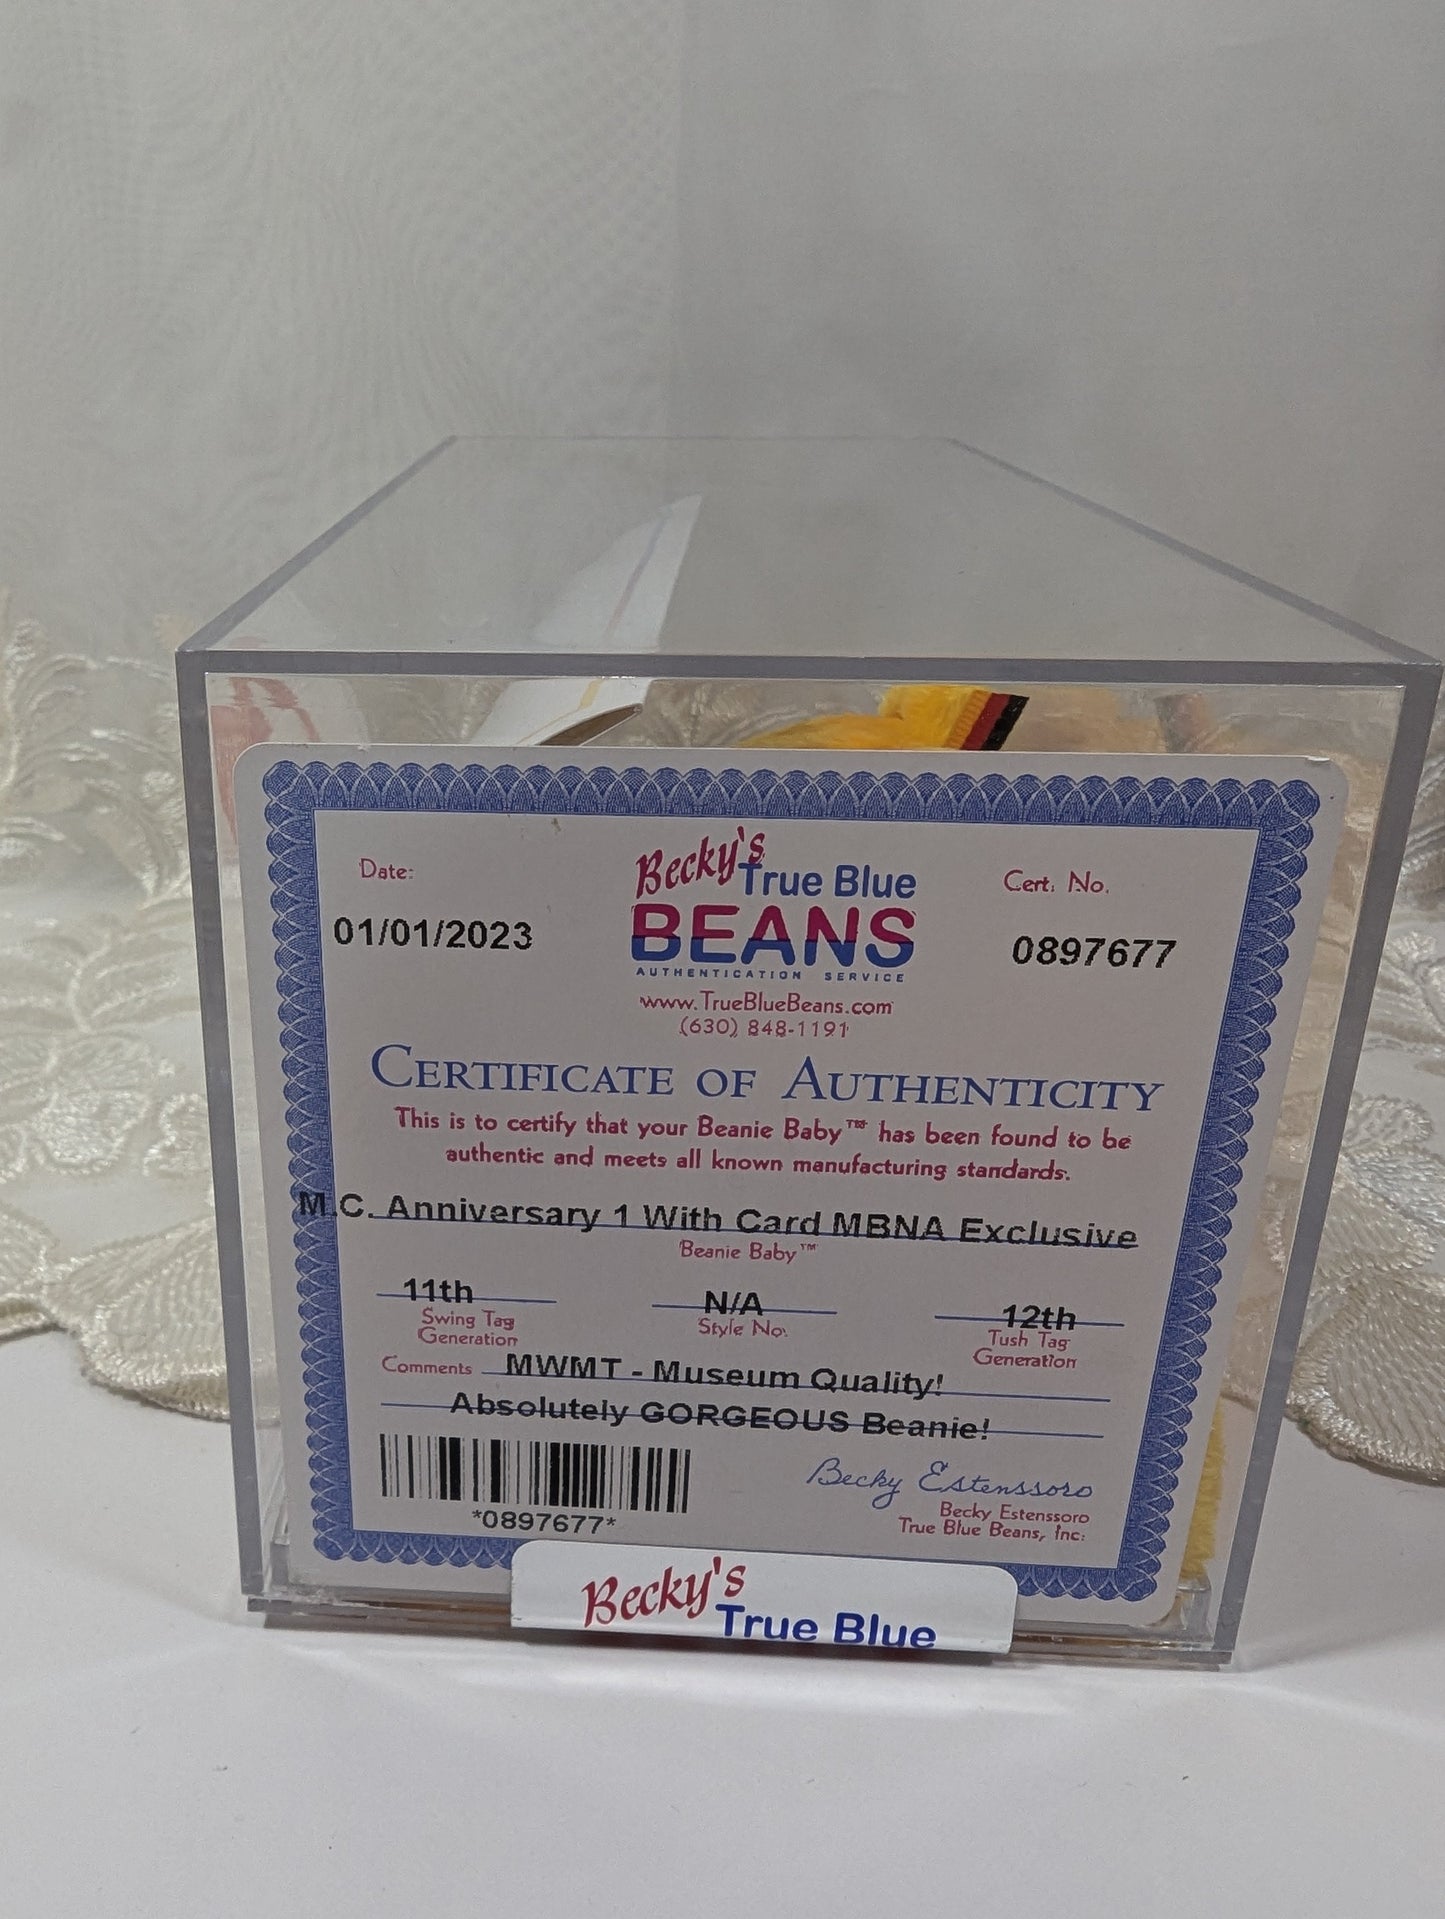 Date:
01/01/2023
Becky's
True Blue
BEANS
AUTHENTICATION SERVICE
www.TrueBlueBeans.com
(630) 848-1191
Cert. No.
0897677
CERTIFICATE OF AUTHENTICITY
This is to certify that your Beanie Baby™ has been found to be
authentic and meets all known manufacturing standards.
M.C. Anniversary 1 With Card MBNA Exclusive
Beanie Baby™
11th
Swing Tag
Generation
N/A
Style No.
12th
Tush Tag
Generation
Comments MWMT - Museum Quality!
Absolutely GORGEOUS Beanie!
*0897677*
Becky Estenssoro
Becky Estenssoro
True Blue Beans, Inc.
Becky's
True Blue